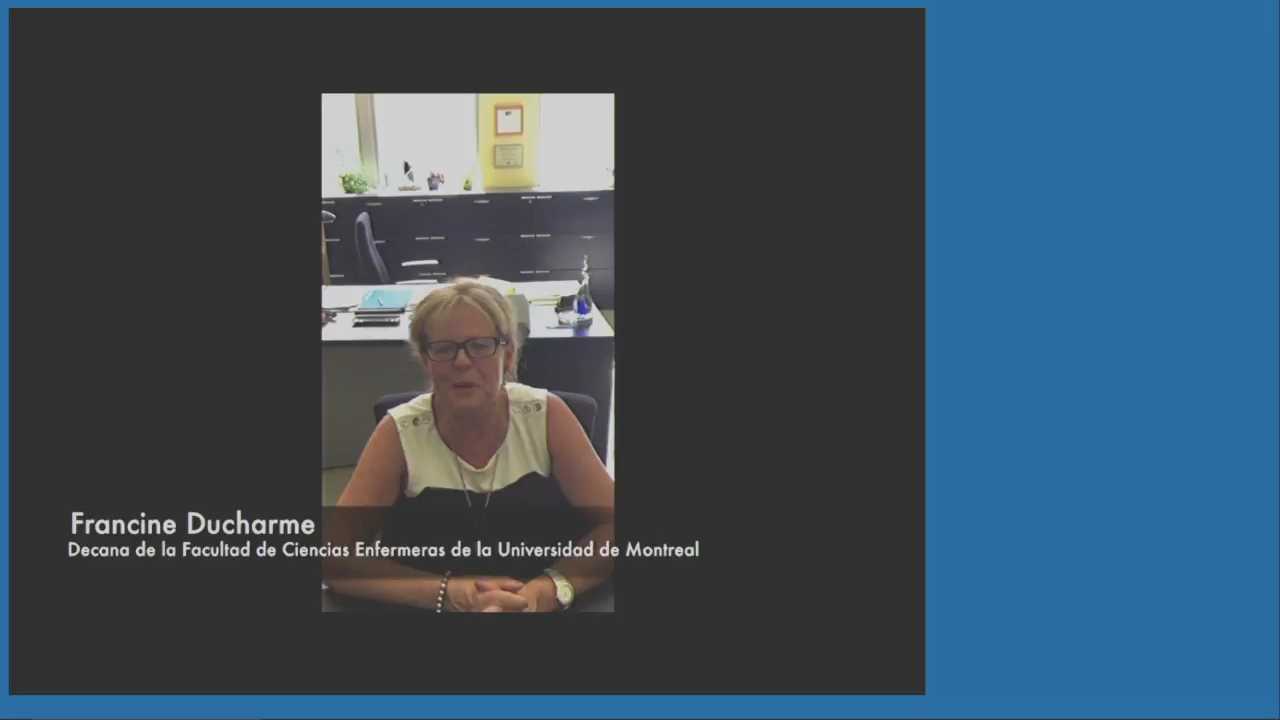 Francine Ducharme
Decana de la Facultad de Ciencias Enfermeras de la Universidad de Montreal